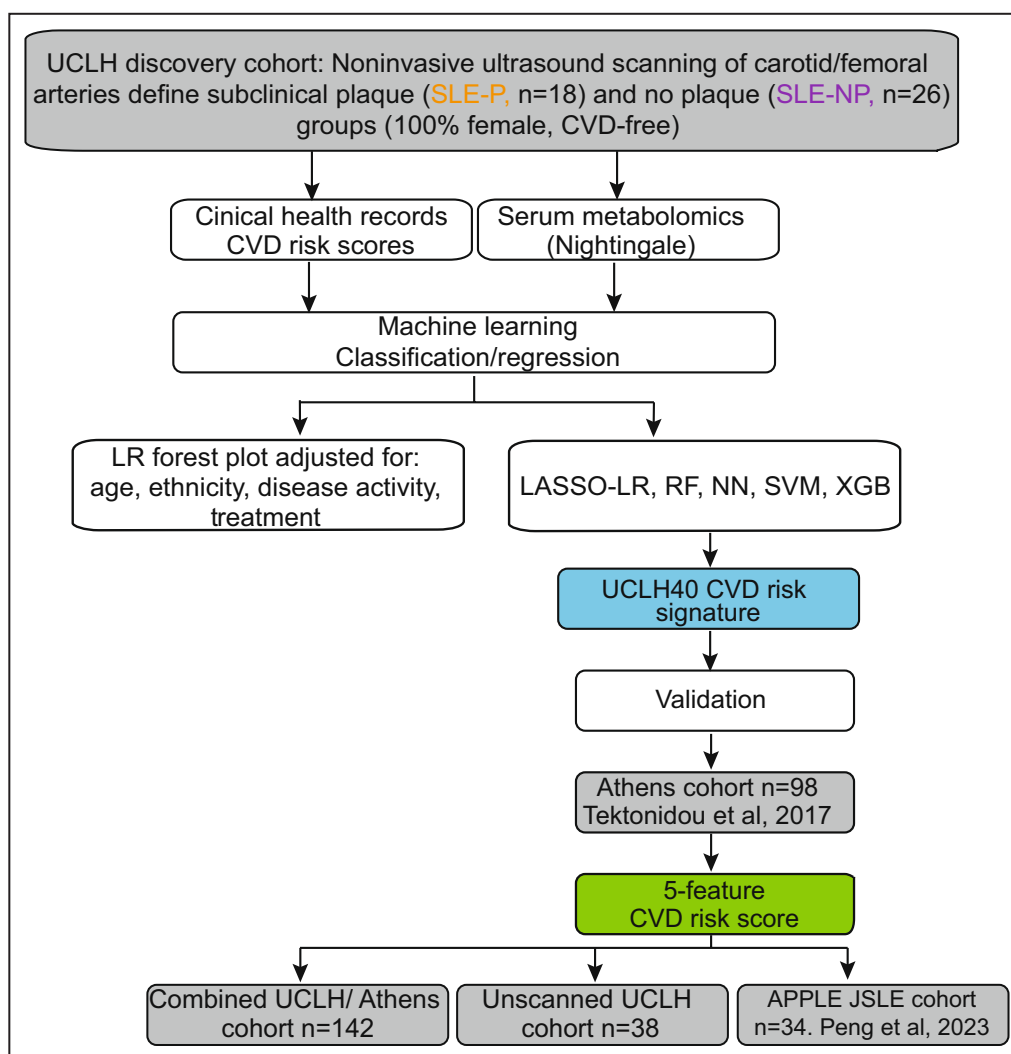 UCLH discovery cohort: Noninvasive ultrasound scanning of carotid/femoral
arteries define subclinical plaque (SLE-P, n=18) and no plaque (SLE-NP, n=26)
groups (100% female, CVD-free)
Cinical health records
CVD risk scores
Serum metabolomics
(Nightingale)
Machine learning
Classification/regression
LR forest plot adjusted for:
age, ethnicity, disease activity,
treatment
LASSO-LR, RF, NN, SVM, XGB
UCLH40 CVD risk
signature
Validation
Athens cohort n=98
Tektonidou et al, 2017
5-feature
CVD risk score
Combined UCLH/ Athens
cohort n=142
Unscanned UCLH
cohort n=38
APPLE JSLE cohort
n=34. Peng et al, 2023